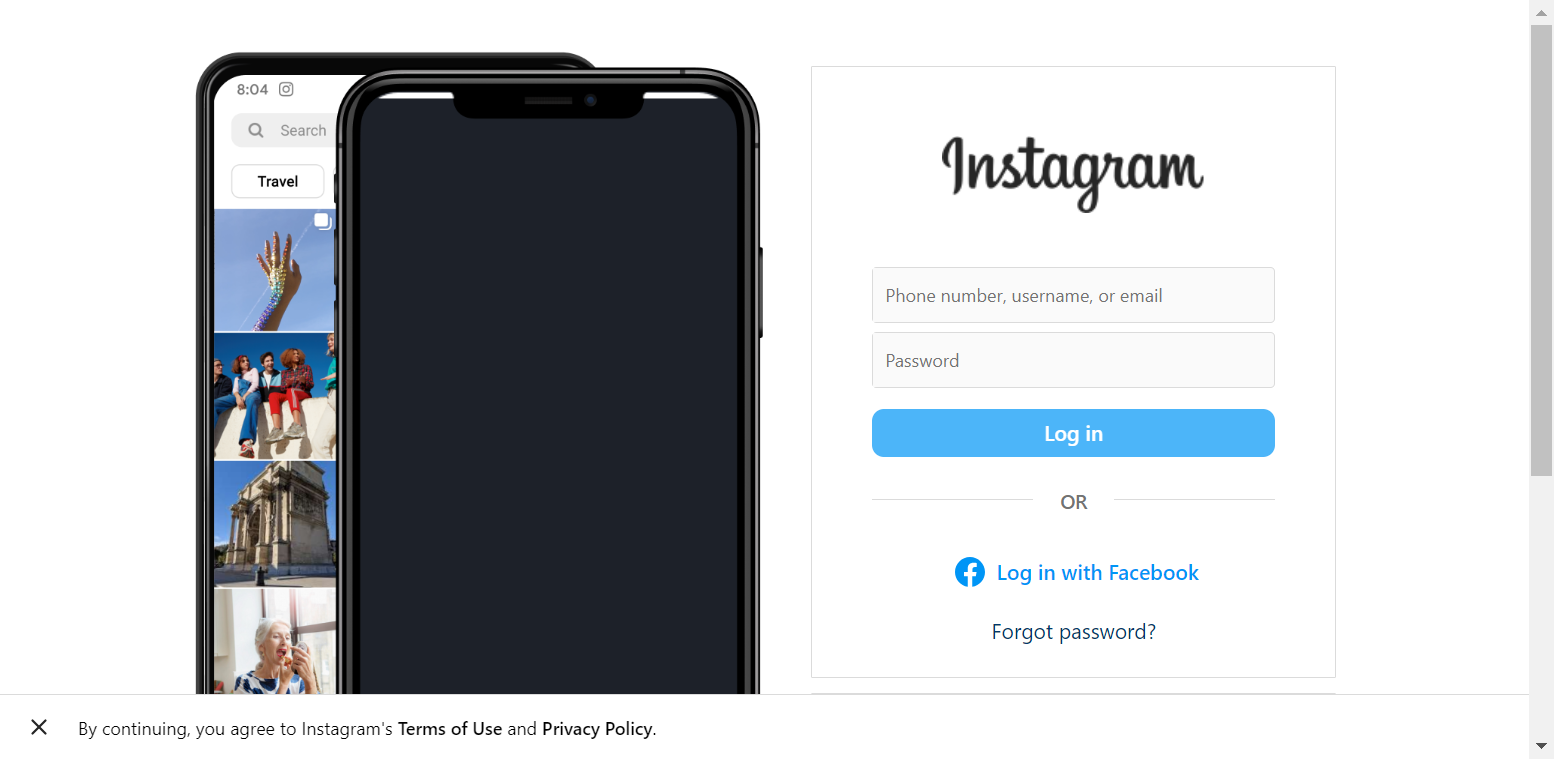 8:04
Search
Travel
Instagram
Phone number, username, or email
Password
Log in
OR
Log in with Facebook
Forgot password?
By continuing, you agree to Instagram's Terms of Use and Privacy Policy.